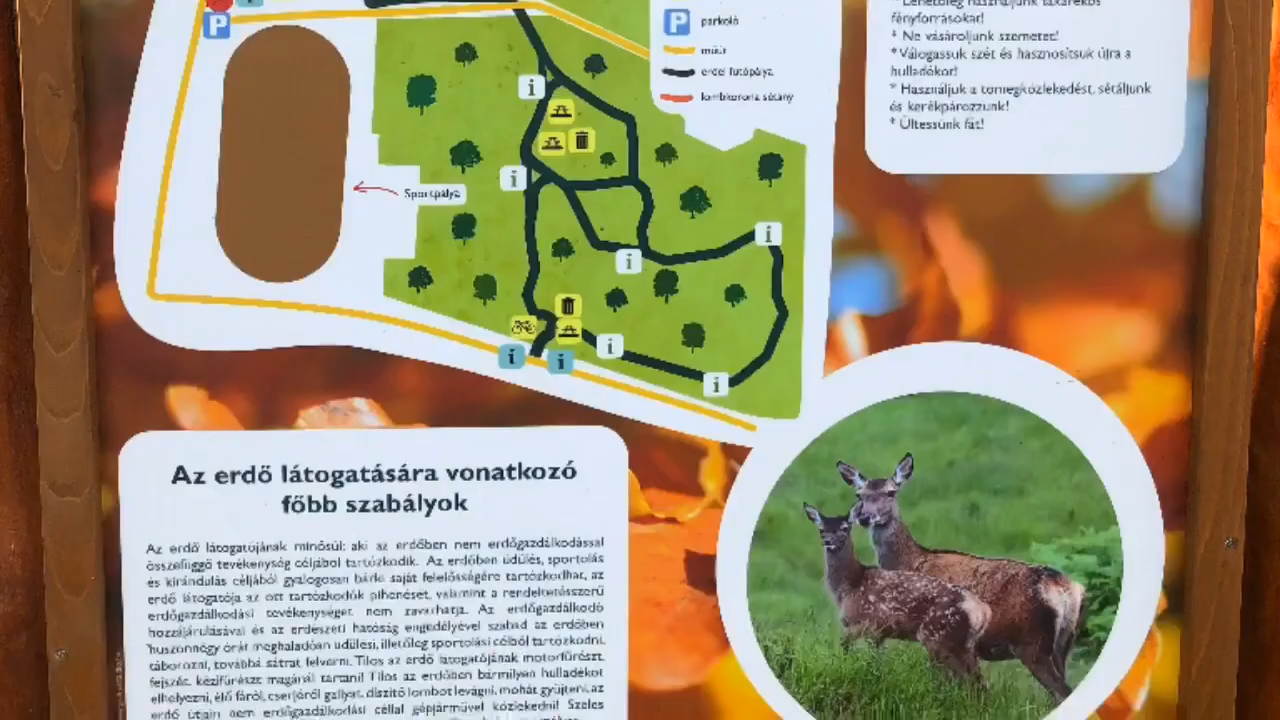 P
P parkoló
műút
erdei futópálya
lombkorona sétány
* Lehetőleg használjunk takarékos
fényforrásokat!
* Ne vásároljunk szemetet!
* Válogassuk szét és hasznosítsuk újra a
hulladékot!
* Használjuk a tömegközlekedést, sétáljunk
és kerékpározzunk!
* Ültessünk fát!
i
i
Sportpálya
i
i
i
i
i
i
Az erdő látogatására vonatkozó
főbb szabályok
Az erdő látogatójának minősül: aki az erdőben nem erdőgazdálkodással
összefüggő tevékenység céljából tartózkodik. Az erdőben üdülés, sportolás
és kirándulás céljából gyalogosan bárki saját felelősségére tartózkodhat, az
erdő látogatója az ott tartózkodók pihenését, valamint a rendeltetésszerű
erdőgazdálkodási tevékenységet nem zavarhatja. Az erdőgazdálkodó
hozzájárulásával és az erdészeti hatóság engedélyével szabad az erdőben
huszonnégy órát meghaladóan üdülési, illetőleg sportolási célból tartózkodni,
táborozni, továbbá sátrat felverni. Tilos az erdő látogatójának motorfűrészt,
fejszét, kézifűrészt magánál tartani! Tilos az erdőben bármilyen hulladékot
elhelyezni, élő fáról, cserjéről gallyat, díszítő lombot levágni, mohát gyűjteni, az
erdő útjain nem erdőgazdálkodási céllal gépjárművel közlekedni! Széles